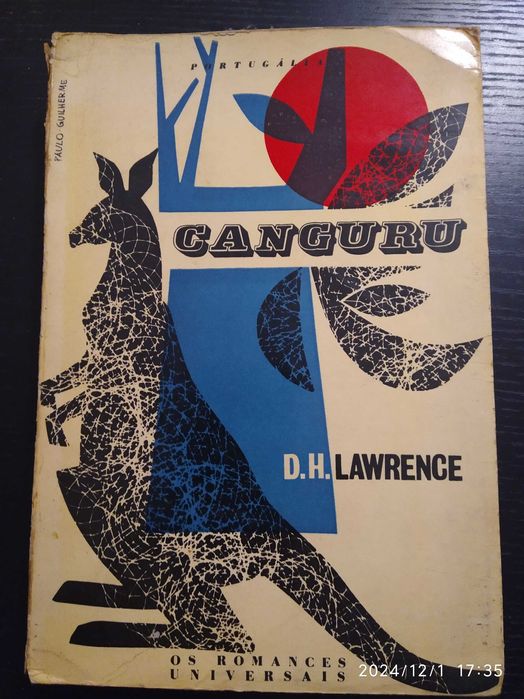 PORTUGÁLIA
PAULO-GUILHERME
CANGURU
D.H. LAWRENCE
OS ROMANCES
UNIVERSAIS
2024/12/1 17:35